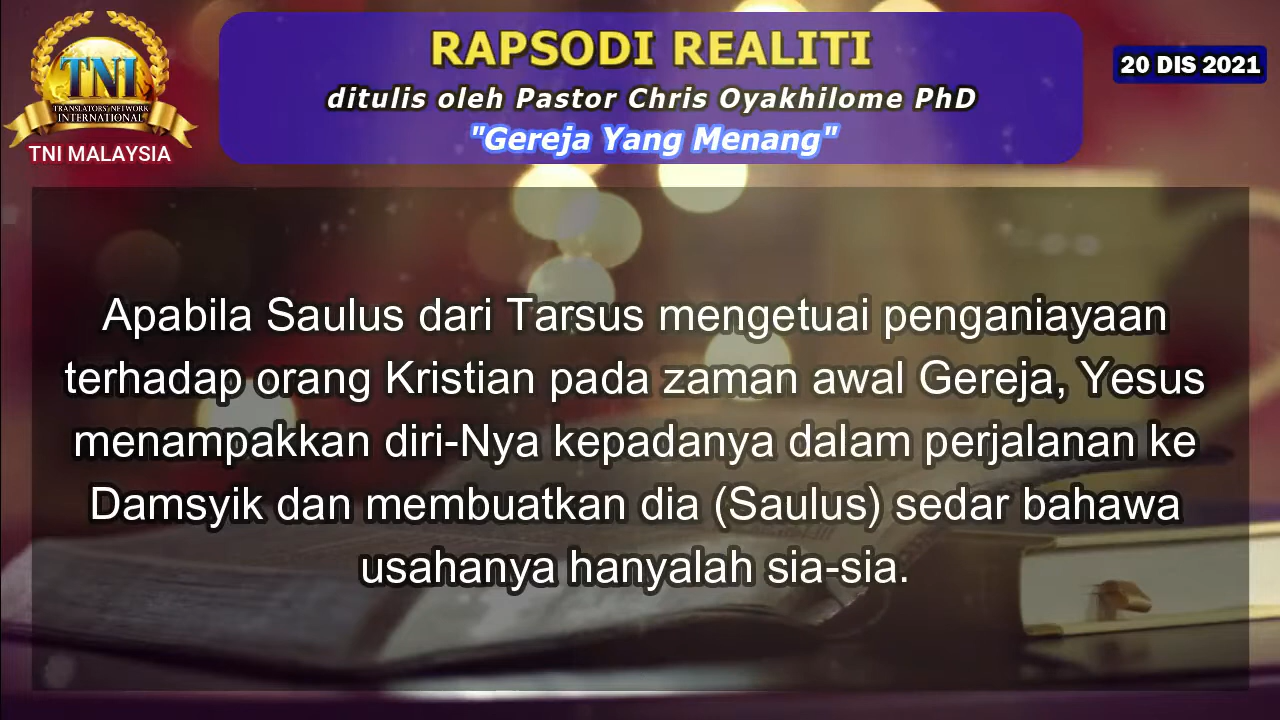 TNI
TRANSLATORS' NETWORK
INTERNATIONAL
TNI MALAYSIA
RAPSODI REALITI
ditulis oleh Pastor Chris Oyakhilome PhD
"Gereja Yang Menang"
20 DIS 2021
Apabila Saulus dari Tarsus mengetuai penganiayaan
terhadap orang Kristian pada zaman awal Gereja, Yesus
menampakkan diri-Nya kepadanya dalam perjalanan ke
Damsyik dan membuatkan dia (Saulus) sedar bahawa
usahanya hanyalah sia-sia.